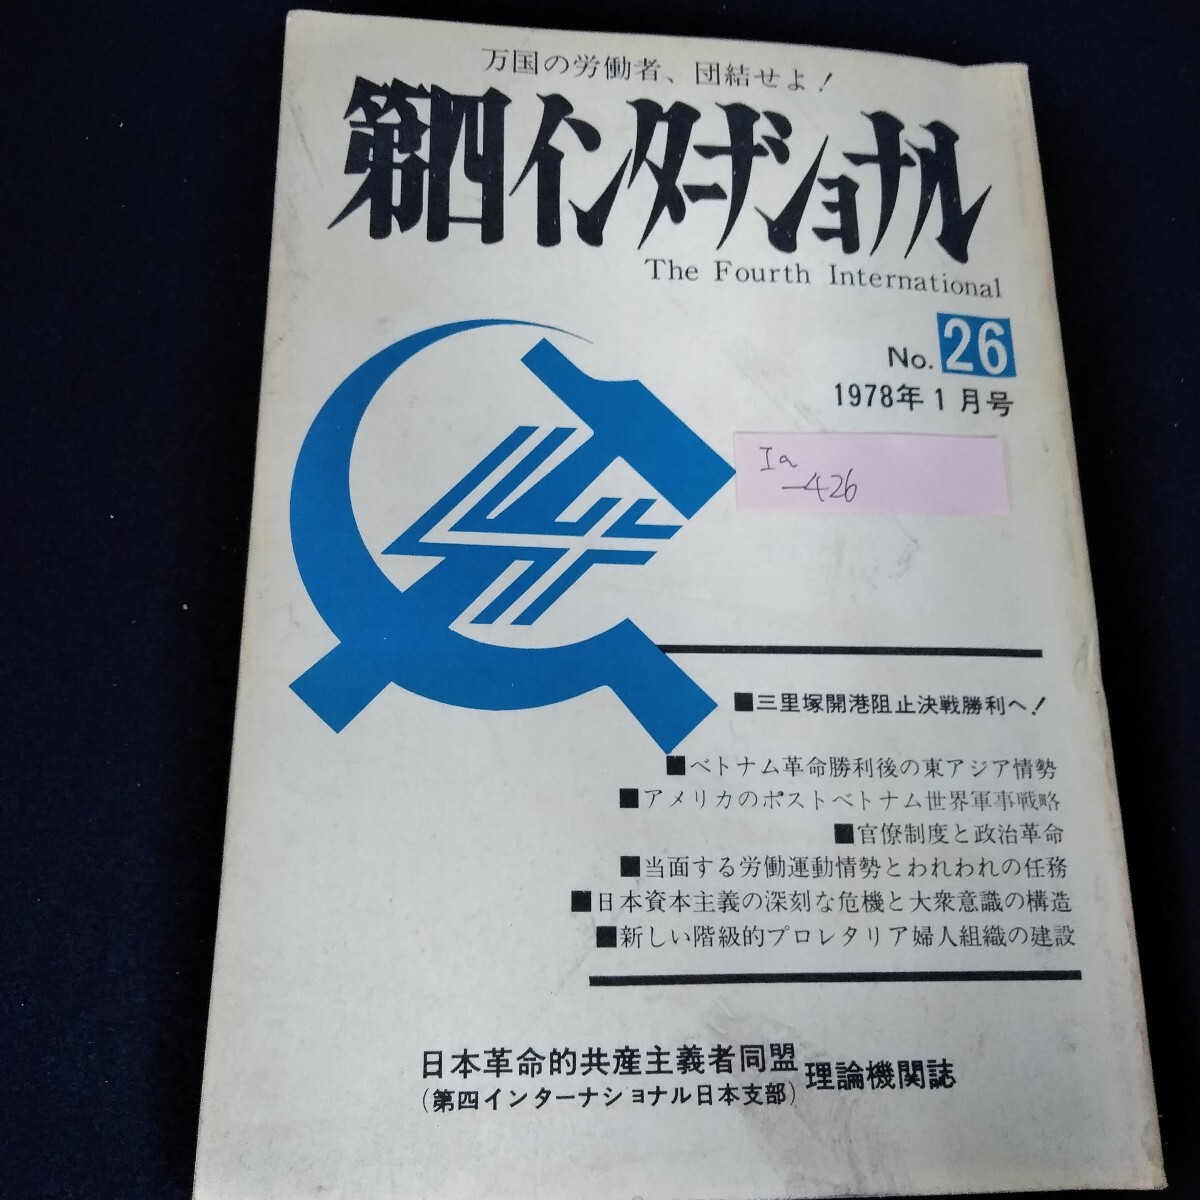 万国の労働者、団結せよ！
第四インターナショナル
The Fourth International
No. 26
1978年1月号
Ia
-426
■三里塚開港阻止決戦勝利へ！
■ベトナム革命勝利後の東アジア情勢
■アメリカのポストベトナム世界軍事戦略
■官僚制度と政治革命
■当面する労働運動情勢とわれわれの任務
■日本資本主義の深刻な危機と大衆意識の構造
■新しい階級的プロレタリア婦人組織の建設
日本革命的共産主義者同盟
(第四インターナショナル日本支部)
理論機関誌